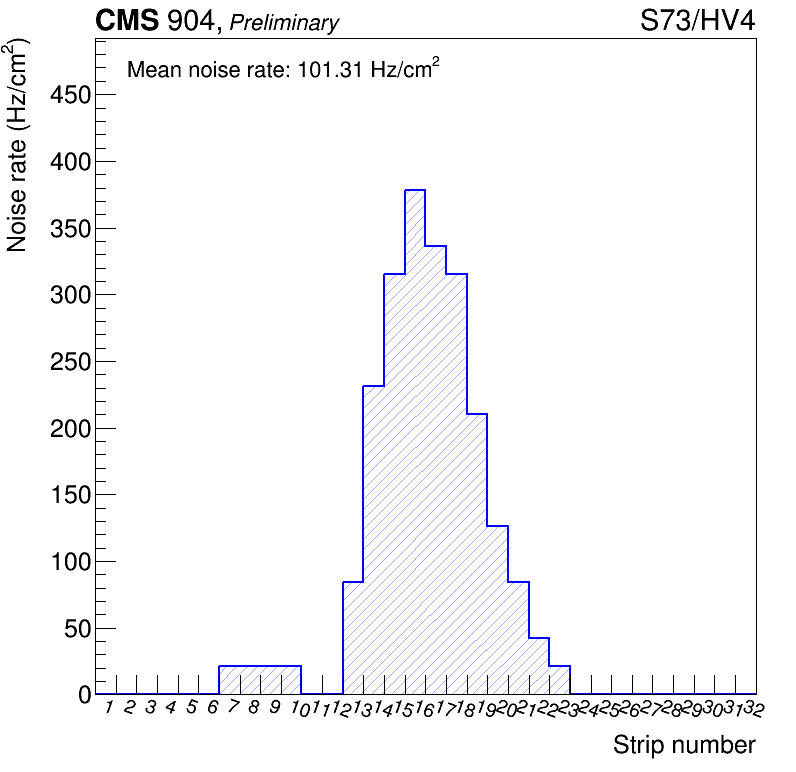 CMS 904, Preliminary S73/HV4
Noise rate (Hz/cm²)
Mean noise rate: 101.31 Hz/cm²
450
400
350
300
250
200
150
100
50
0
1 2 3 4 5 6 7 8 9 10 11 12 13 14 15 16 17 18 19 20 21 22 23 24 25 26 27 28 29 30 31 32
Strip number